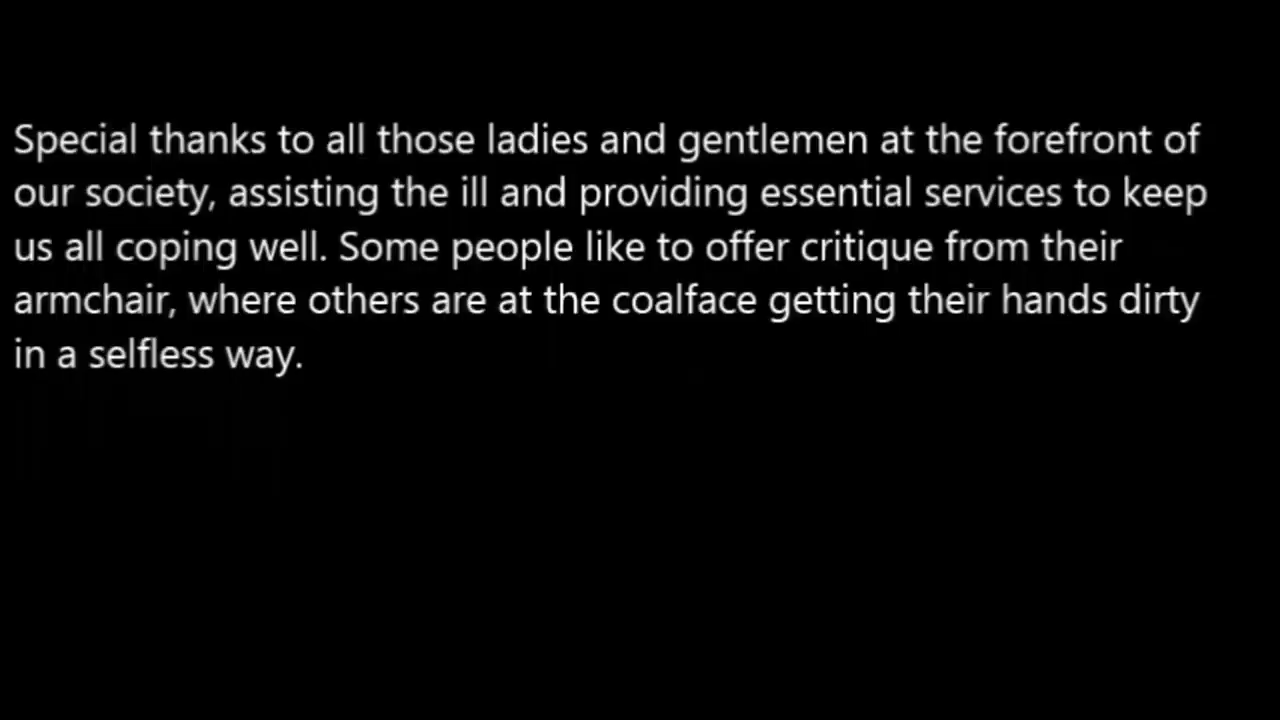 Special thanks to all those ladies and gentlemen at the forefront of
our society, assisting the ill and providing essential services to keep
us all coping well. Some people like to offer critique from their
armchair, where others are at the coalface getting their hands dirty
in a selfless way.